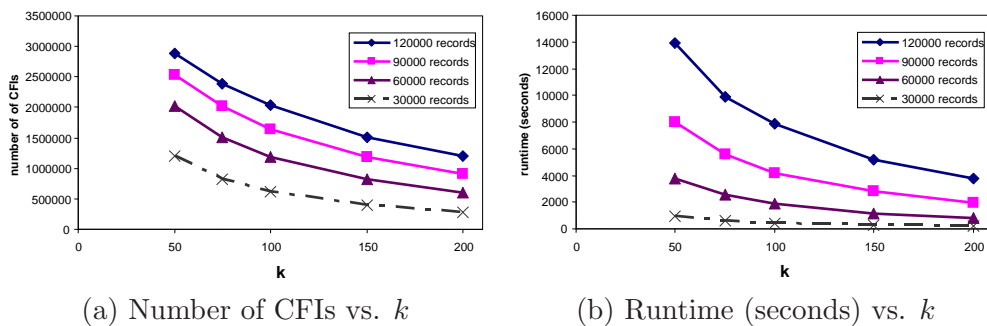 3500000
3000000
2500000
2000000
1500000
1000000
500000
0
number of CFIs
0 50 100 150 200
k
120000 records
90000 records
60000 records
30000 records
(a) Number of CFIs vs. k
16000
14000
12000
10000
8000
6000
4000
2000
0
runtime (seconds)
0 50 100 150 200
k
120000 records
90000 records
60000 records
30000 records
(b) Runtime (seconds) vs. k